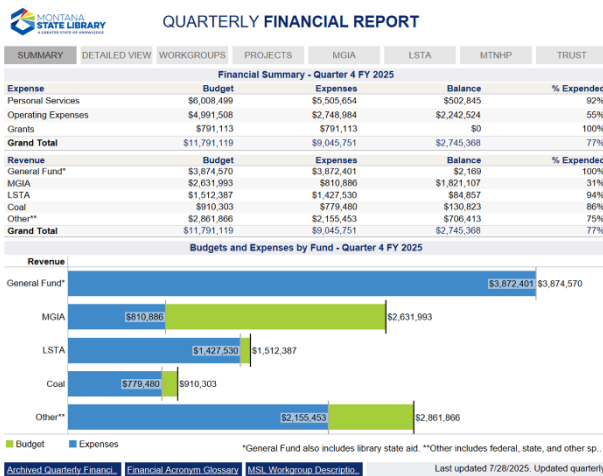 MONTANA
STATE LIBRARY
A CREATED STATE OF KNOWLEDGE
QUARTERLY FINANCIAL REPORT
SUMMARY DETAILED VIEW WORKGROUPS PROJECTS MGIA LSTA MTNHP TRUST
Financial Summary - Quarter 4 FY 2025
Expense Budget Expenses Balance % Expended
Personal Services $6,008,499 $5,505,654 $502,845 92%
Operating Expenses $4,991,508 $2,748,984 $2,242,524 55%
Grants $791,113 $791,113 $0 100%
Grand Total $11,791,119 $9,045,751 $2,745,368 77%
Revenue Budget Expenses Balance % Expended
General Fund* $3,874,570 $3,872,401 $2,169 100%
MGIA $2,631,993 $810,886 $1,821,107 31%
LSTA $1,512,387 $1,427,530 $84,857 94%
Coal $910,303 $779,480 $130,823 86%
Other** $2,861,866 $2,155,453 $706,413 75%
Grand Total $11,791,119 $9,045,751 $2,745,368 77%
Budgets and Expenses by Fund - Quarter 4 FY 2025
Revenue
General Fund* $3,872,401 $3,874,570
MGIA $810,886 $2,631,993
LSTA $1,427,530 $1,512,387
Coal $779,480 $910,303
Other** $2,155,453 $2,861,866
Budget Expenses *General Fund also includes library state aid. **Other includes federal, state, and other sp..
Archived Quarterly Financi.. Financial Acronym Glossary MSL Workgroup Descriptio.. Last updated 7/28/2025. Updated quarterly